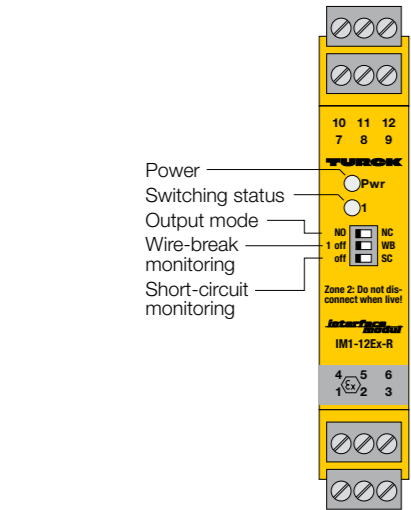 10 11 12
7 8 9
TURCK
Power
Pwr
Switching status
1
Output mode
NO NC
Wire-break
monitoring
1 off WB
Short-circuit
monitoring
off SC
Zone 2: Do not dis-
connect when live!
interface
modul
IM1-12Ex-R
4 5 6
Ex
1 2 3